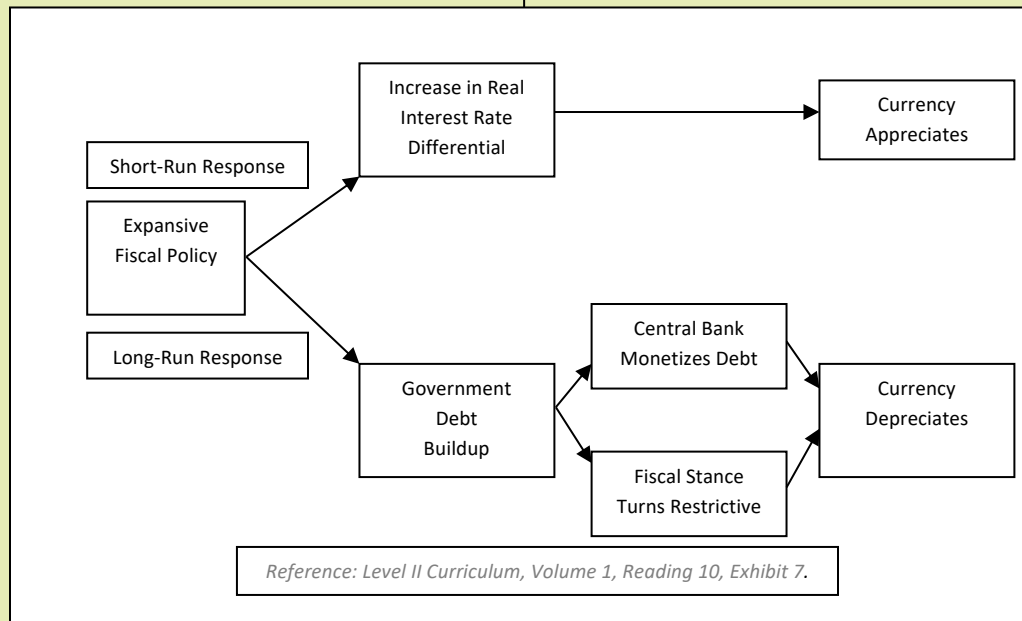 Increase in Real
Interest Rate
Differential
Currency
Appreciates
Short-Run Response
Expansive
Fiscal Policy
Long-Run Response
Government
Debt
Buildup
Central Bank
Monetizes Debt
Fiscal Stance
Turns Restrictive
Currency
Depreciates
Reference: Level II Curriculum, Volume 1, Reading 10, Exhibit 7.